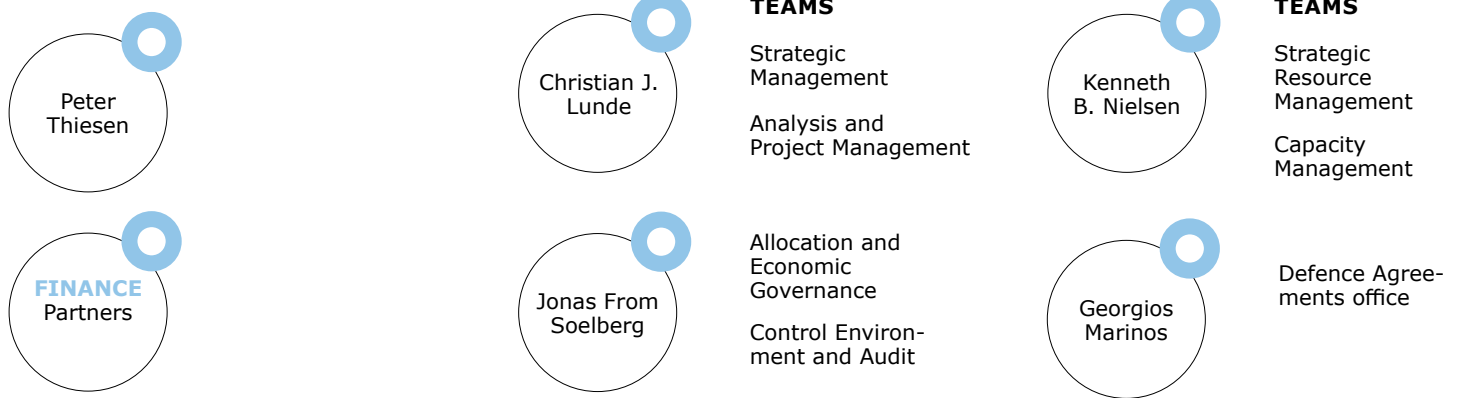 Peter
Thiesen
FINANCE
Partners
Christian J.
Lunde
TEAMS
Strategic
Management
Analysis and
Project Management
Jonas From
Soelberg
Allocation and
Economic
Governance
Control Environ-
ment and Audit
Kenneth
B. Nielsen
TEAMS
Strategic
Resource
Management
Capacity
Management
Georgios
Marinos
Defence Agree-
ments office